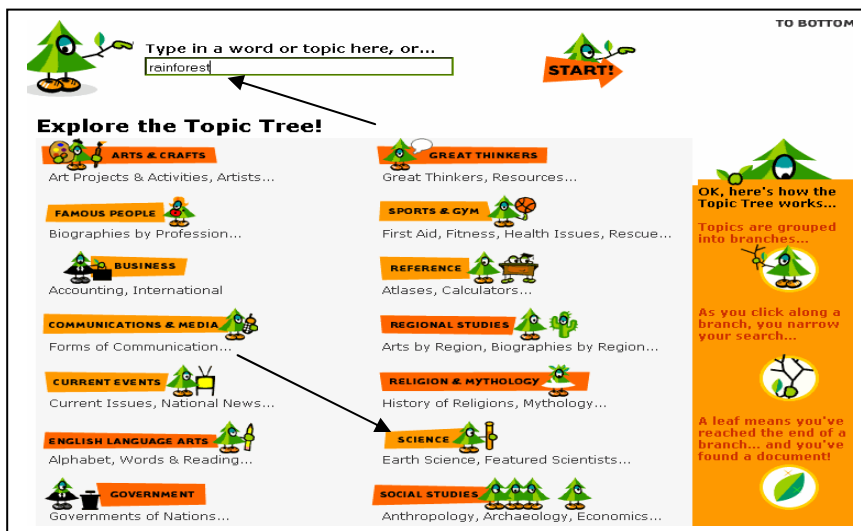 TO BOTTOM
Type in a word or topic here, or...
rainforest
START!
Explore the Topic Tree!
ARTS & CRAFTS
Art Projects & Activities, Artists...
FAMOUS PEOPLE
Biographies by Profession...
BUSINESS
Accounting, International
COMMUNICATIONS & MEDIA
Forms of Communication...
CURRENT EVENTS
Current Issues, National News...
ENGLISH LANGUAGE ARTS
Alphabet, Words & Reading...
GOVERNMENT
Governments of Nations...
GREAT THINKERS
Great Thinkers, Resources...
SPORTS & GYM
First Aid, Fitness, Health Issues, Rescue...
REFERENCE
Atlases, Calculators...
REGIONAL STUDIES
Arts by Region, Biographies by Region...
RELIGION & MYTHOLOGY
History of Religions, Mythology...
SCIENCE
Earth Science, Featured Scientists...
SOCIAL STUDIES
Anthropology, Archaeology, Economics...
OK, here's how the
Topic Tree works...
Topics are grouped
into branches...
As you click along a
branch, you narrow
your search...
A leaf means you've
reached the end of a
branch... and you've
found a document!